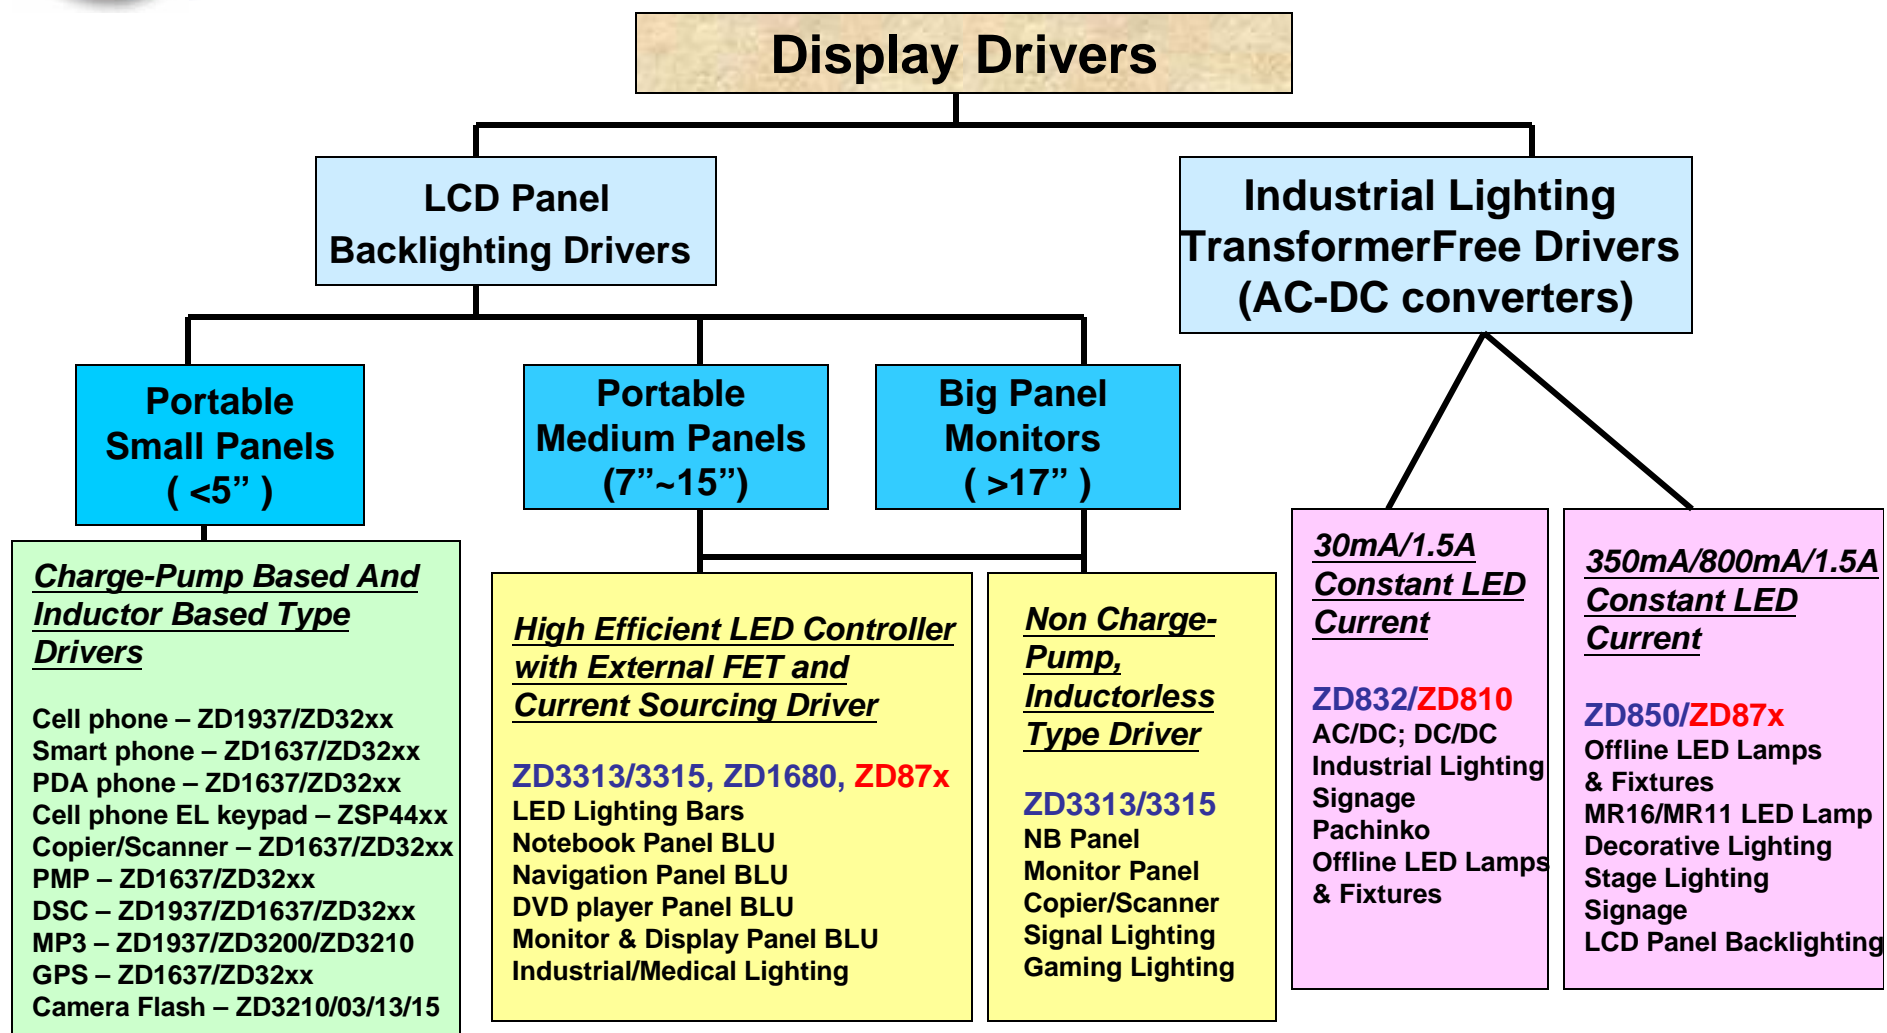 Display Drivers
LCD Panel
Backlighting Drivers
Industrial Lighting
TransformerFree Drivers
(AC-DC converters)
Portable
Small Panels
( <5” )
Portable
Medium Panels
(7”~15”)
Big Panel
Monitors
( >17” )
Charge-Pump Based And
Inductor Based Type
Drivers
Cell phone – ZD1937/ZD32xx
Smart phone – ZD1637/ZD32xx
PDA phone – ZD1637/ZD32xx
Cell phone EL keypad – ZSP44xx
Copier/Scanner – ZD1637/ZD32xx
PMP – ZD1637/ZD32xx
DSC – ZD1937/ZD1637/ZD32xx
MP3 – ZD1937/ZD3200/ZD3210
GPS – ZD1637/ZD32xx
Camera Flash – ZD3210/03/13/15
High Efficient LED Controller
with External FET and
Current Sourcing Driver
ZD3313/3315, ZD1680, ZD87x
LED Lighting Bars
Notebook Panel BLU
Navigation Panel BLU
DVD player Panel BLU
Monitor & Display Panel BLU
Industrial/Medical Lighting
Non Charge-
Pump,
Inductorless
Type Driver
ZD3313/3315
NB Panel
Monitor Panel
Copier/Scanner
Signal Lighting
Gaming Lighting
30mA/1.5A
Constant LED
Current
ZD832/ZD810
AC/DC; DC/DC
Industrial Lighting
Signage
Pachinko
Offline LED Lamps
& Fixtures
350mA/800mA/1.5A
Constant LED
Current
ZD850/ZD87x
Offline LED Lamps
& Fixtures
MR16/MR11 LED Lamp
Decorative Lighting
Stage Lighting
Signage
LCD Panel Backlighting